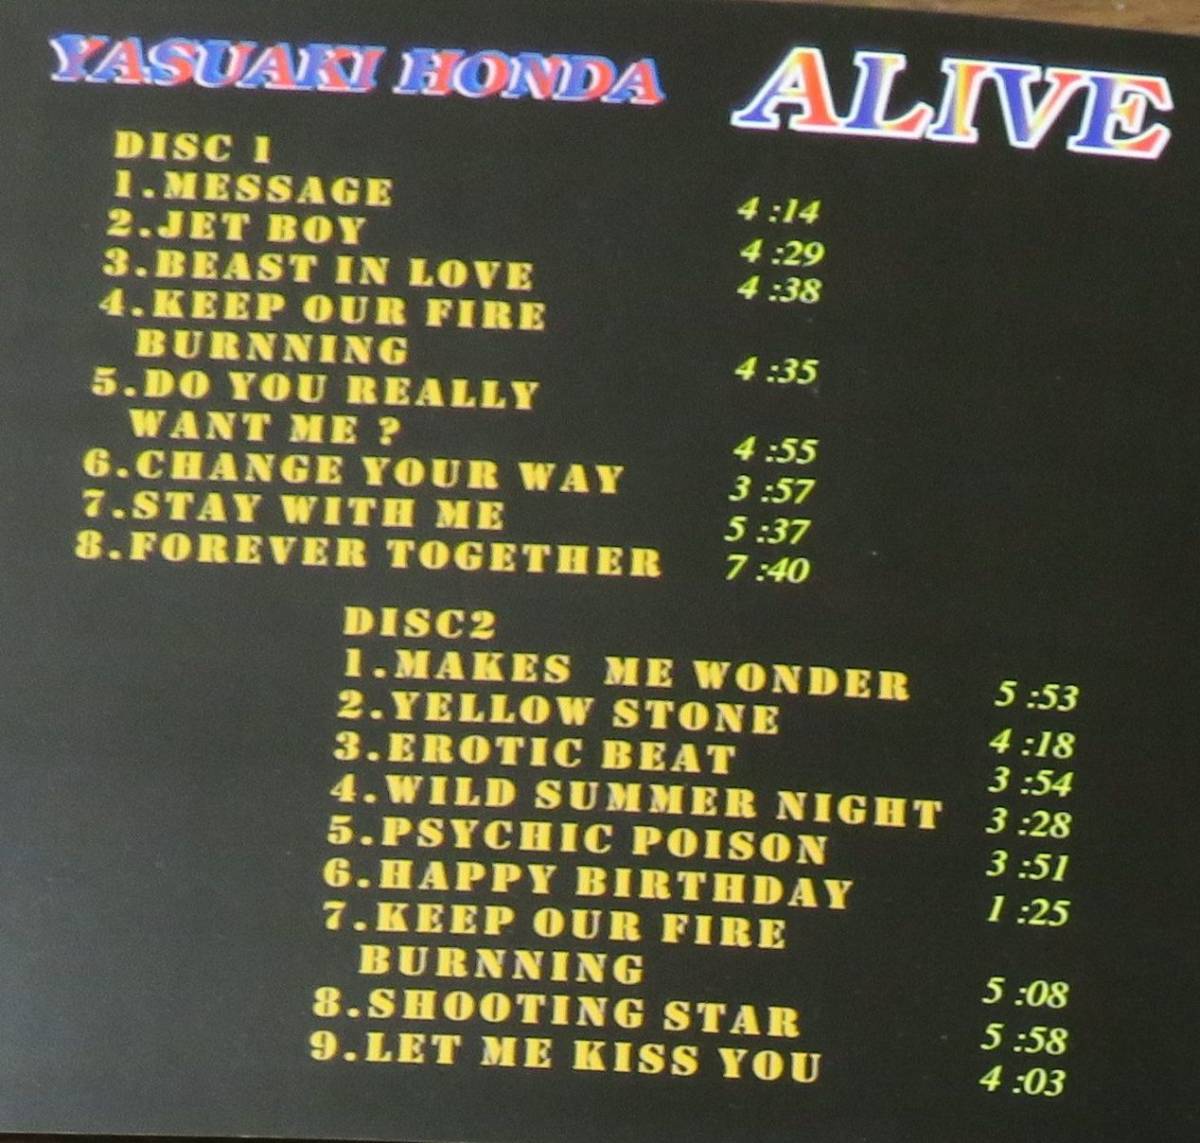 YASUAKI HONDA ALIVE
DISC 1
1.MESSAGE 4 :14
2.JET BOY 4 :29
3.BEAST IN LOVE 4 :38
4.KEEP OUR FIRE
BURNNING 4 :35
5.DO YOU REALLY
WANT ME ? 4 :55
6.CHANGE YOUR WAY 3 :57
7.STAY WITH ME 5 :37
8.FOREVER TOGETHER 7 :40
DISC2
1.MAKES ME WONDER 5 :53
2.YELLOW STONE 4 :18
3.EROTIC BEAT 3 :54
4.WILD SUMMER NIGHT 3 :28
5.PSYCHIC POISON 3 :51
6.HAPPY BIRTHDAY 1 :25
7.KEEP OUR FIRE
BURNNING 5 :08
8.SHOOTING STAR 5 :58
9.LET ME KISS YOU 4 :03